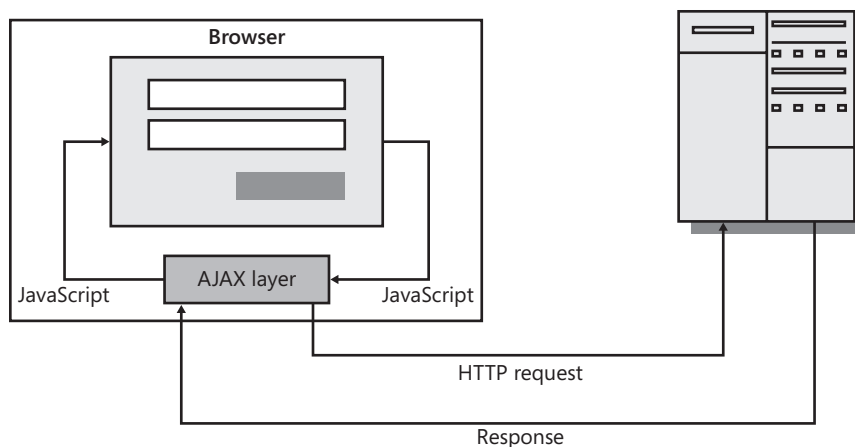 Browser
AJAX layer
JavaScript
JavaScript
HTTP request
Response